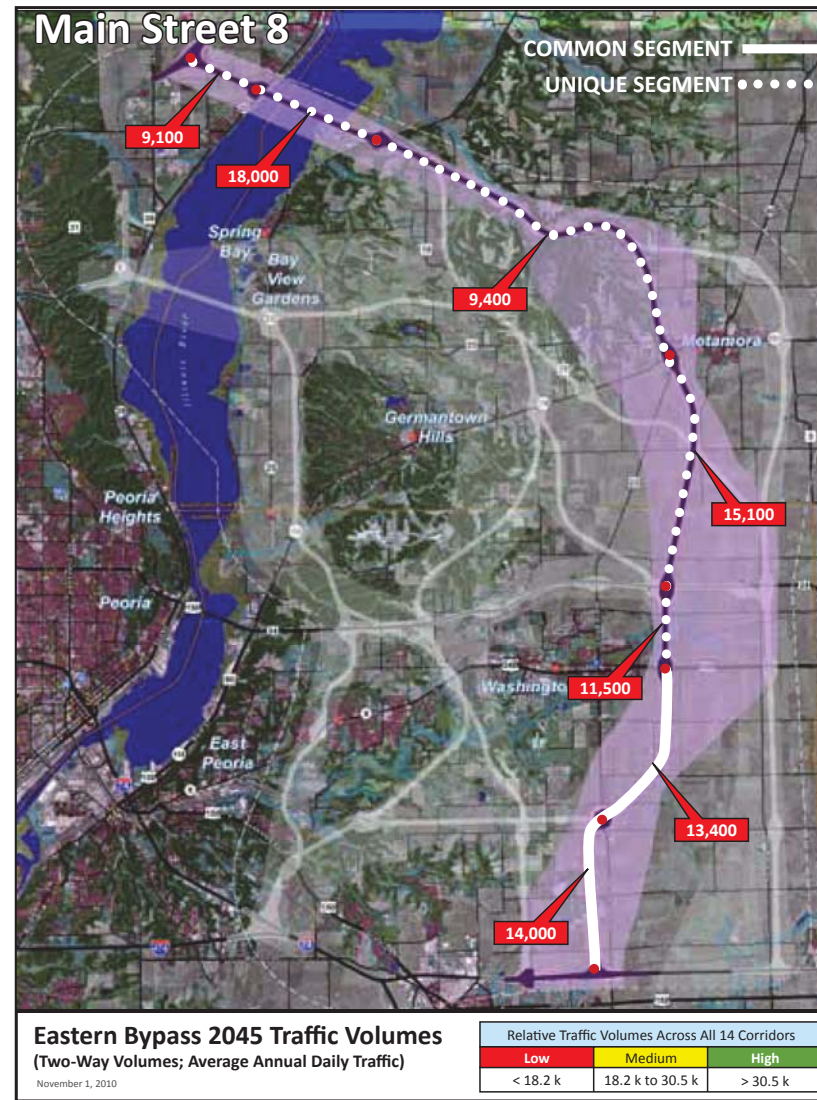 Main Street 8
COMMON SEGMENT
UNIQUE SEGMENT
9,100
18,000
Spring
Bay
Bay
View
Gardens
9,400
Metamora
Illinois River
Germantown
Hills
Peoria
Heights
15,100
Peoria
Washington
11,500
East
Peoria
13,400
14,000
Eastern Bypass 2045 Traffic Volumes
(Two-Way Volumes; Average Annual Daily Traffic)
November 1, 2010
Relative Traffic Volumes Across All 14 Corridors
Low Medium High
< 18.2 k 18.2 k to 30.5 k > 30.5 k